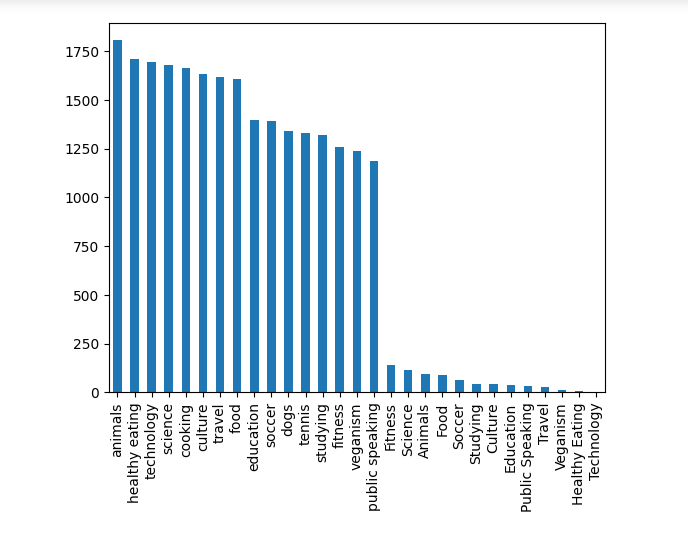 1750
1500
1250
1000
750
500
250
0
animals
healthy eating
technology
science
cooking
culture
travel
food
education
soccer
dogs
tennis
studying
fitness
veganism
public speaking
Fitness
Science
Animals
Food
Soccer
Studying
Culture
Education
Public Speaking
Travel
Veganism
Healthy Eating
Technology